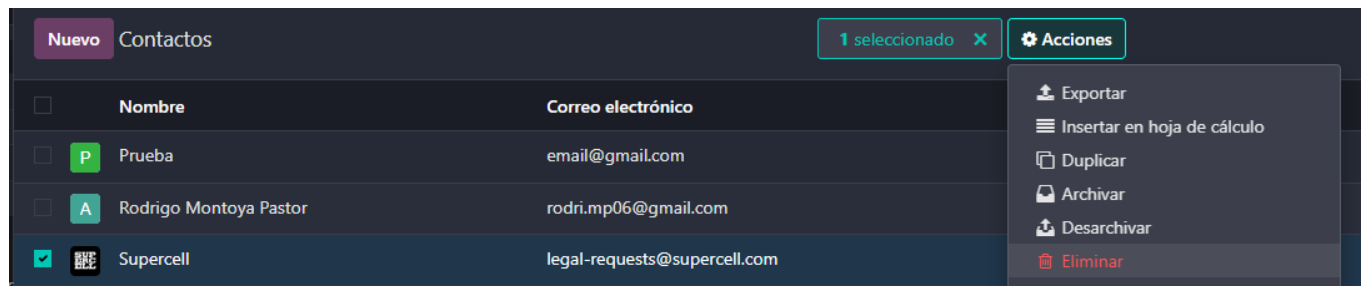 Nuevo Contactos 1 seleccionado × Acciones
Nombre Correo electrónico
P Prueba email@gmail.com
A Rodrigo Montoya Pastor rodri.mp06@gmail.com
Supercell legal-requests@supercell.com
Exportar
Insertar en hoja de cálculo
Duplicar
Archivar
Desarchivar
Eliminar